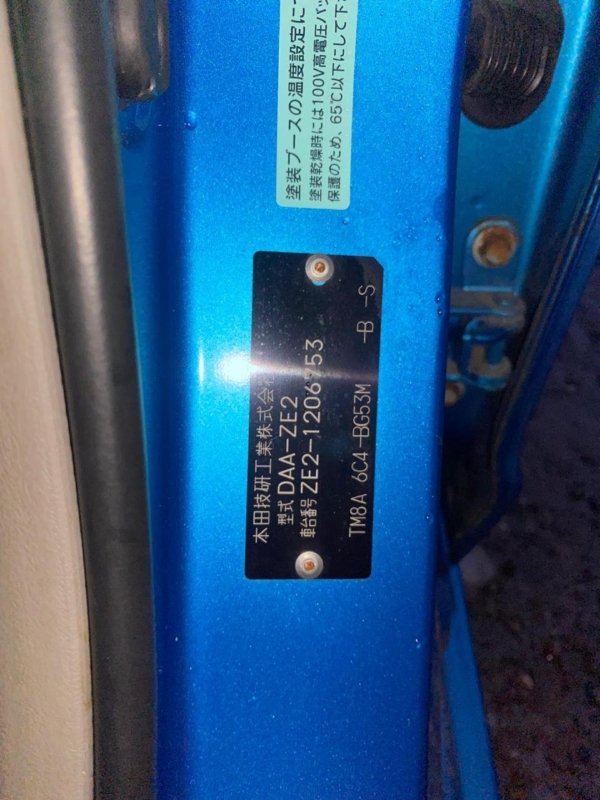 塗装ブースの温度設定に
塗装乾燥時には100V高電圧バッ
保護のため、65℃以下にして下
本田技研工業株式会
型式 DAA-ZE2
車台番号 ZE2-1206753
TM8A 6C4-BG53M -B -S